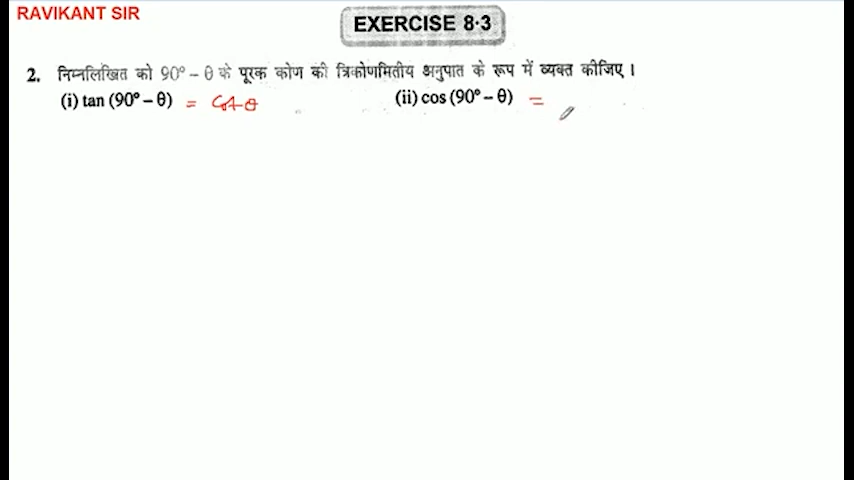 RAVIKANT SIR
EXERCISE 8·3
2. निम्नलिखित को 90° – θ के पूरक कोण की त्रिकोणमितीय अनुपात के रूप में व्यक्त कीजिए ।
(i) tan (90° – θ) = cot θ (ii) cos (90° – θ) =